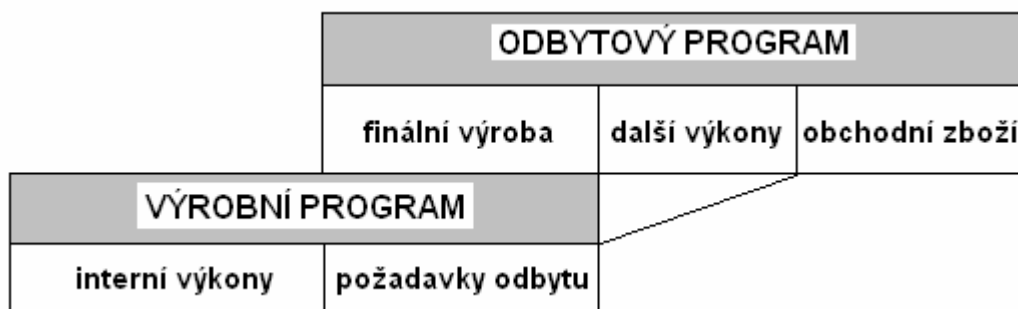 ODBYTOVÝ PROGRAM
finální výroba
další výkony
obchodní zboží
VÝROBNÍ PROGRAM
interní výkony
požadavky odbytu